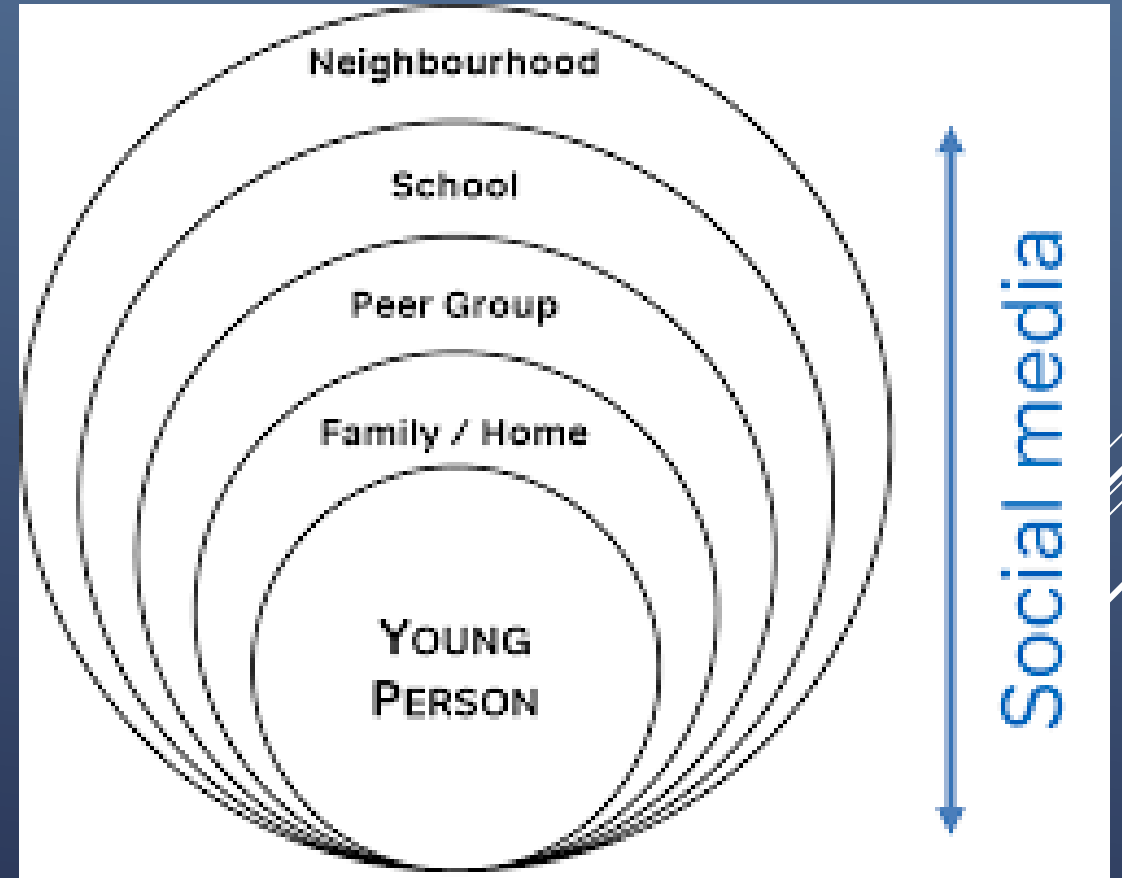 Neighbourhood
School
Peer Group
Family / Home
YOUNG
PERSON
Social media